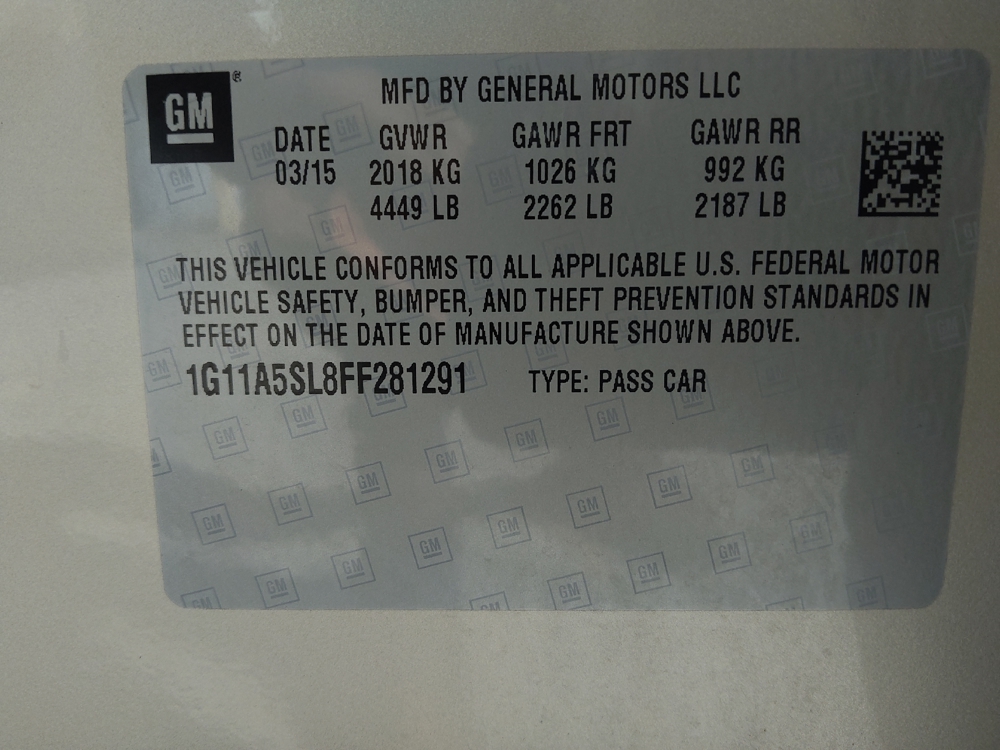 GM ®
MFD BY GENERAL MOTORS LLC
DATE GVWR GAWR FRT GAWR RR
03/15 2018 KG 1026 KG 992 KG
4449 LB 2262 LB 2187 LB
THIS VEHICLE CONFORMS TO ALL APPLICABLE U.S. FEDERAL MOTOR
VEHICLE SAFETY, BUMPER, AND THEFT PREVENTION STANDARDS IN
EFFECT ON THE DATE OF MANUFACTURE SHOWN ABOVE.
1G11A5SL8FF281291 TYPE: PASS CAR